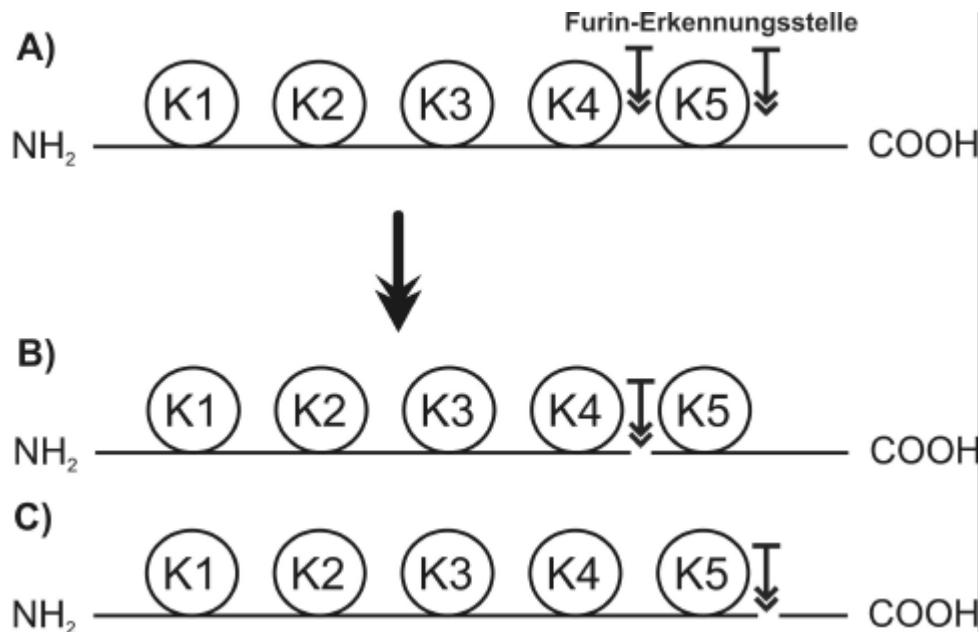 Furin-Erkennungsstelle
A)
K1 K2 K3 K4 K5
NH₂ COOH
B)
K1 K2 K3 K4 K5
NH₂ COOH
C)
K1 K2 K3 K4 K5
NH₂ COOH